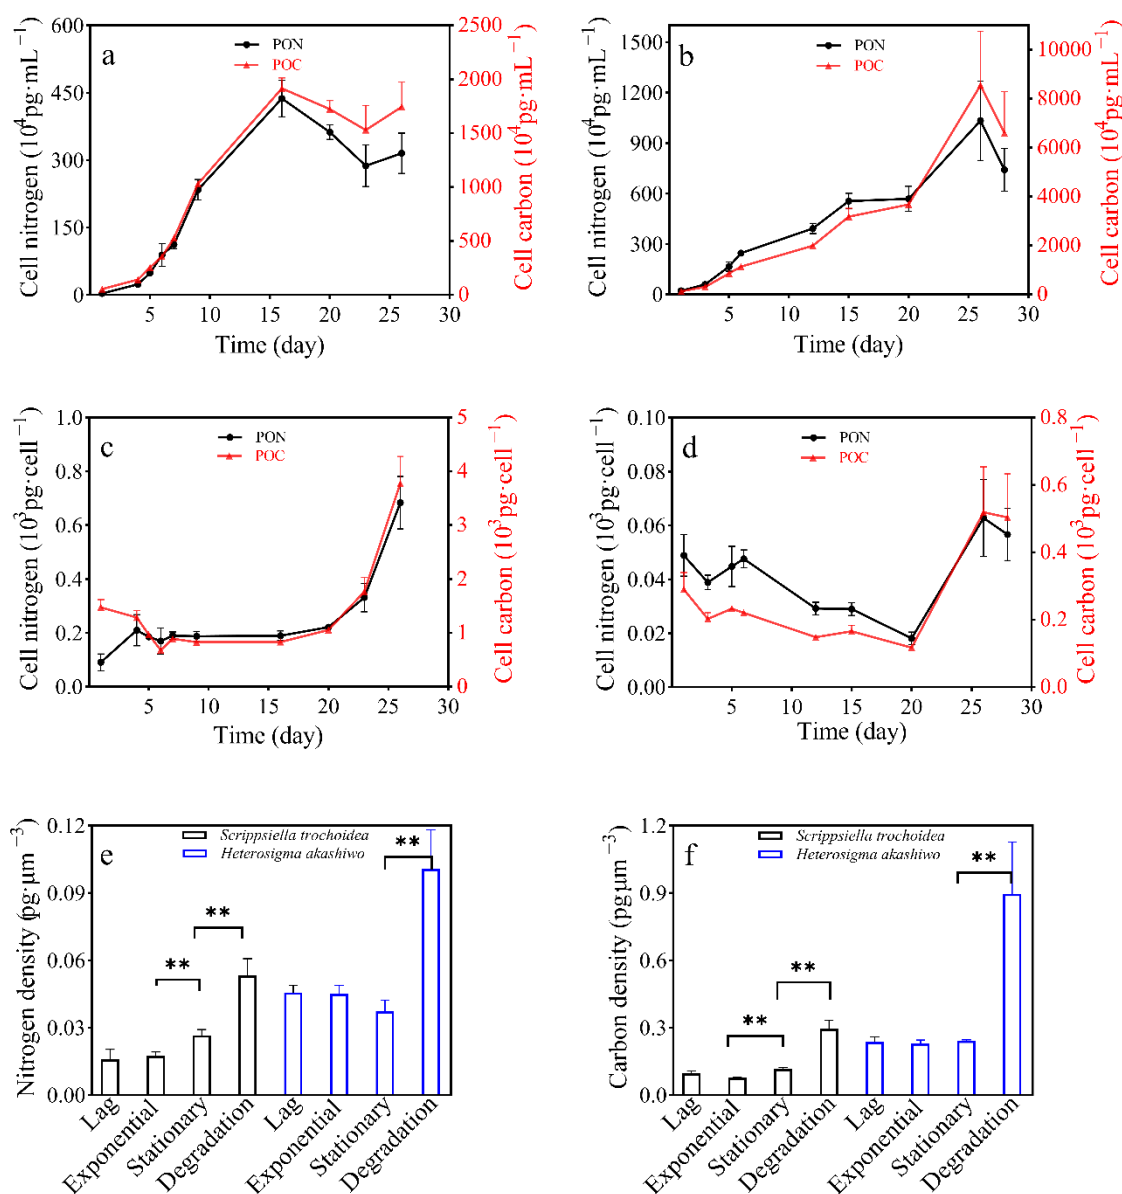 a
PON
POC
Cell nitrogen (10⁴pg·mL⁻¹)
600
450
300
150
0
Cell carbon (10⁴pg·mL⁻¹)
2500
2000
1500
1000
500
0
5 10 15 20 25 30
Time (day)
b
PON
POC
Cell nitrogen (10⁴pg·mL⁻¹)
1500
1200
900
600
300
0
Cell carbon (10⁴pg·mL⁻¹)
10000
8000
6000
4000
2000
0
5 10 15 20 25 30
Time (day)
c
PON
POC
Cell nitrogen (10³pg·cell⁻¹)
1.0
0.8
0.6
0.4
0.2
0.0
Cell carbon (10³pg·cell⁻¹)
5
4
3
2
1
0
5 10 15 20 25 30
Time (day)
d
PON
POC
Cell nitrogen (10³pg·cell⁻¹)
0.10
0.08
0.06
0.04
0.02
0.00
Cell carbon (10³pg·cell⁻¹)
0.8
0.6
0.4
0.2
0.0
5 10 15 20 25 30
Time (day)
e
Scrippsiella trochoidea
Heterosigma akashiwo
Nitrogen density (pg·μm⁻³)
0.12
0.09
0.06
0.03
0.00
**
**
**
Lag
Exponential
Stationary
Degradation
Lag
Exponential
Stationary
Degradation
f
Scrippsiella trochoidea
Heterosigma akashiwo
Carbon density (pgμm⁻³)
1.2
0.9
0.6
0.3
0.0
**
**
**
Lag
Exponential
Stationary
Degradation
Lag
Exponential
Stationary
Degradation